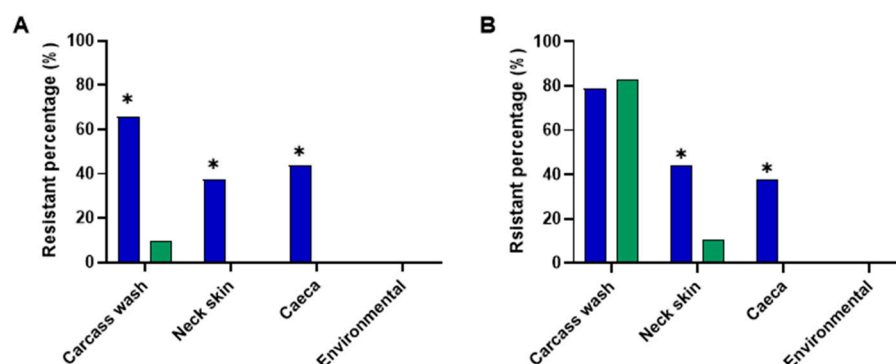 A
Resistant percentage (%)
100
80
60
40
20
0
*
*
*
Carcass wash
Neck skin
Caeca
Environmental
B
Rsistant percentage (%)
100
80
60
40
20
0
*
*
Carcass wash
Neck skin
Caeca
Environmental